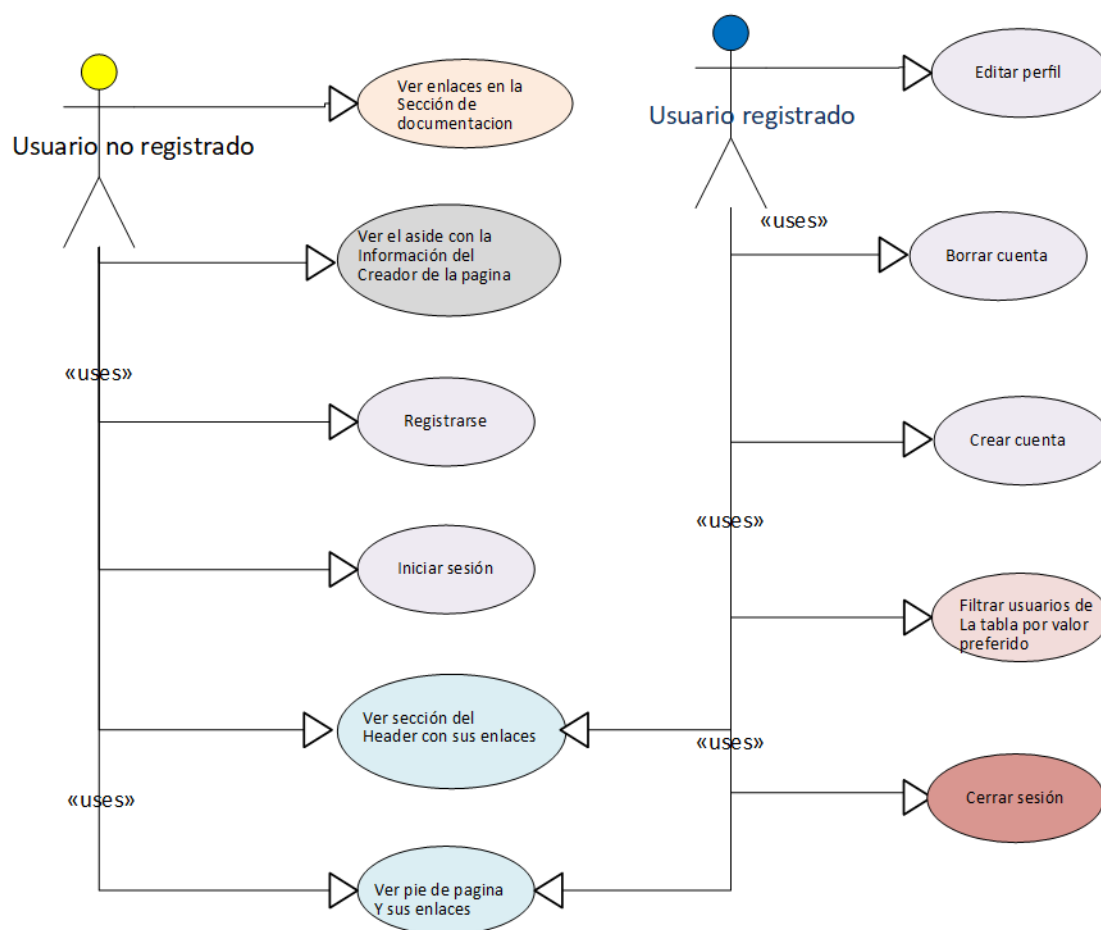 Usuario no registrado
Ver enlaces en la
Sección de
documentacion
Ver el aside con la
Información del
Creador de la pagina
«uses»
Registrarse
Iniciar sesión
Ver sección del
Header con sus enlaces
«uses»
Ver pie de pagina
Y sus enlaces
Usuario registrado
Editar perfil
«uses»
Borrar cuenta
Crear cuenta
«uses»
Filtrar usuarios de
La tabla por valor
preferido
«uses»
Cerrar sesión